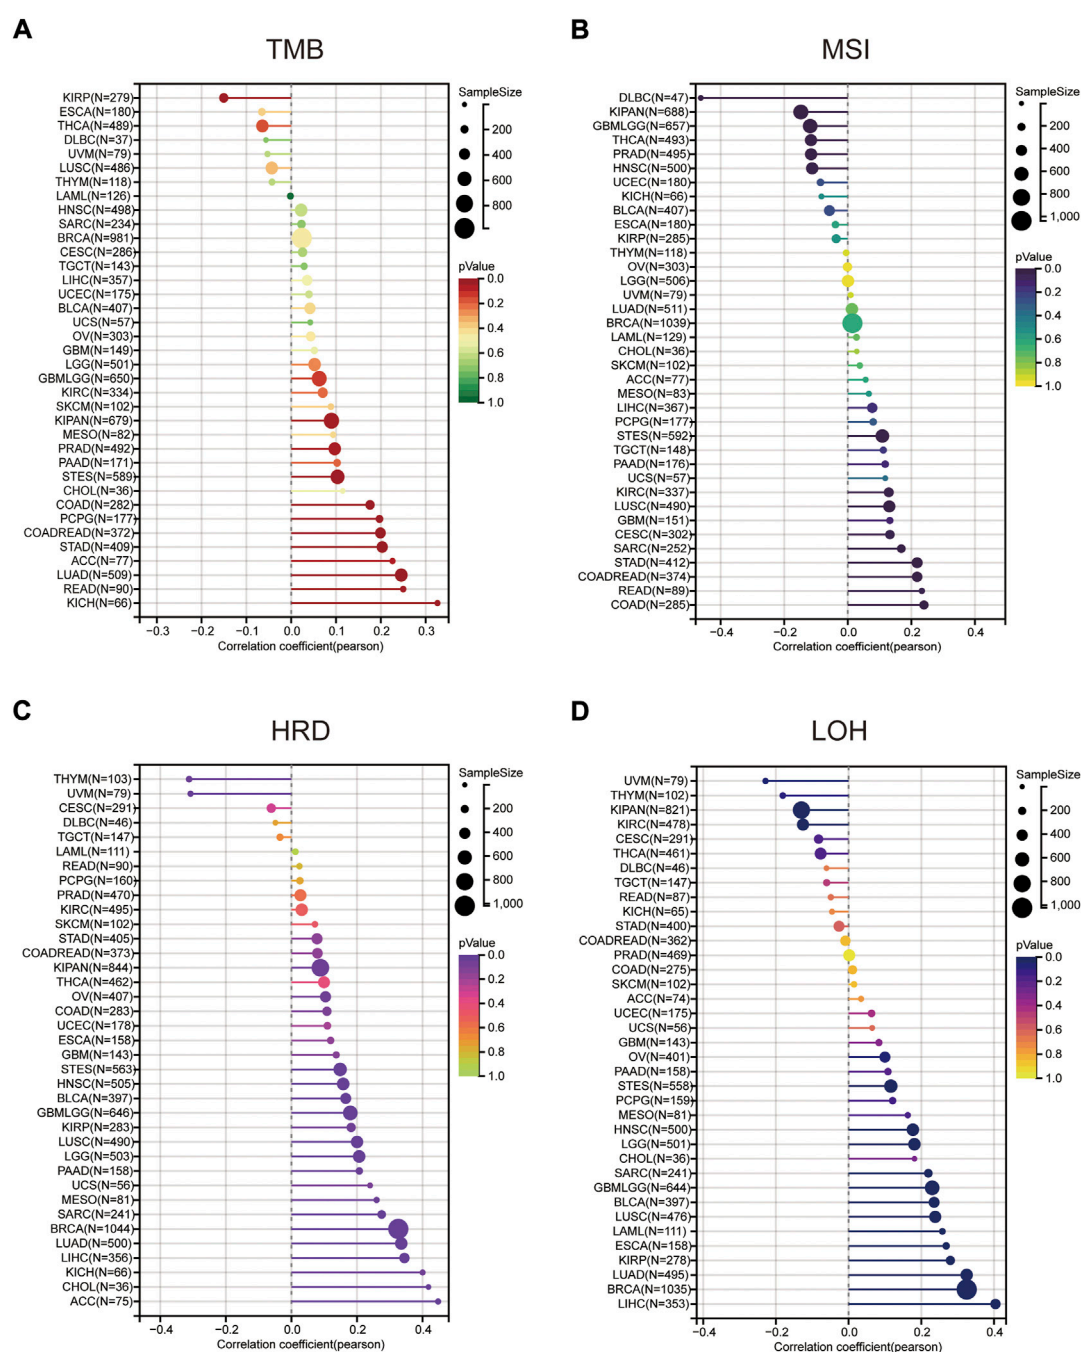 A
TMB
KIRP(N=279)
ESCA(N=180)
THCA(N=489)
DLBC(N=37)
UVM(N=79)
LUSC(N=486)
THYM(N=118)
LAML(N=126)
HNSC(N=498)
SARC(N=234)
BRCA(N=981)
CESC(N=286)
TGCT(N=143)
LIHC(N=357)
UCEC(N=175)
BLCA(N=407)
UCS(N=57)
OV(N=303)
GBM(N=149)
LGG(N=501)
GBMLGG(N=650)
KIRC(N=334)
SKCM(N=102)
KIPAN(N=679)
MESO(N=82)
PRAD(N=492)
PAAD(N=171)
STES(N=589)
CHOL(N=36)
COAD(N=282)
PCPG(N=177)
COADREAD(N=372)
STAD(N=409)
ACC(N=77)
LUAD(N=509)
READ(N=90)
KICH(N=66)
−0.3 −0.2 −0.1 0.0 0.1 0.2 0.3
Correlation coefficient(pearson)
SampleSize
200
400
600
800
pValue
0.0
0.2
0.4
0.6
0.8
1.0
B
MSI
DLBC(N=47)
KIPAN(N=688)
GBMLGG(N=657)
THCA(N=493)
PRAD(N=495)
HNSC(N=500)
UCEC(N=180)
KICH(N=66)
BLCA(N=407)
ESCA(N=180)
KIRP(N=285)
THYM(N=118)
OV(N=303)
LGG(N=506)
UVM(N=79)
LUAD(N=511)
BRCA(N=1039)
LAML(N=129)
CHOL(N=36)
SKCM(N=102)
ACC(N=77)
MESO(N=83)
LIHC(N=367)
PCPG(N=177)
STES(N=592)
TGCT(N=148)
PAAD(N=176)
UCS(N=57)
KIRC(N=337)
LUSC(N=490)
GBM(N=151)
CESC(N=302)
SARC(N=252)
STAD(N=412)
COADREAD(N=374)
READ(N=89)
COAD(N=285)
−0.4 −0.2 0.0 0.2 0.4
Correlation coefficient(pearson)
SampleSize
200
400
600
800
1,000
pValue
0.0
0.2
0.4
0.6
0.8
1.0
C
HRD
THYM(N=103)
UVM(N=79)
CESC(N=291)
DLBC(N=46)
TGCT(N=147)
LAML(N=111)
READ(N=90)
PCPG(N=160)
PRAD(N=470)
KIRC(N=495)
SKCM(N=102)
STAD(N=405)
COADREAD(N=373)
KIPAN(N=844)
THCA(N=462)
OV(N=407)
COAD(N=283)
UCEC(N=178)
ESCA(N=158)
GBM(N=143)
STES(N=563)
HNSC(N=505)
BLCA(N=397)
GBMLGG(N=646)
KIRP(N=283)
LUSC(N=490)
LGG(N=503)
PAAD(N=158)
UCS(N=56)
MESO(N=81)
SARC(N=241)
BRCA(N=1044)
LUAD(N=500)
LIHC(N=356)
KICH(N=66)
CHOL(N=36)
ACC(N=75)
−0.4 −0.2 0.0 0.2 0.4
Correlation coefficient(pearson)
SampleSize
200
400
600
800
1,000
pValue
0.0
0.2
0.4
0.6
0.8
1.0
D
LOH
UVM(N=79)
THYM(N=102)
KIPAN(N=821)
KIRC(N=478)
CESC(N=291)
THCA(N=461)
DLBC(N=46)
TGCT(N=147)
READ(N=87)
KICH(N=65)
STAD(N=400)
COADREAD(N=362)
PRAD(N=469)
COAD(N=275)
SKCM(N=102)
ACC(N=74)
UCEC(N=175)
UCS(N=56)
GBM(N=143)
OV(N=401)
PAAD(N=158)
STES(N=558)
PCPG(N=159)
MESO(N=81)
HNSC(N=500)
LGG(N=501)
CHOL(N=36)
SARC(N=241)
GBMLGG(N=644)
BLCA(N=397)
LUSC(N=476)
LAML(N=111)
ESCA(N=158)
KIRP(N=278)
LUAD(N=495)
BRCA(N=1035)
LIHC(N=353)
−0.4 −0.2 0.0 0.2 0.4
Correlation coefficient(pearson)
SampleSize
200
400
600
800
1,000
pValue
0.0
0.2
0.4
0.6
0.8
1.0